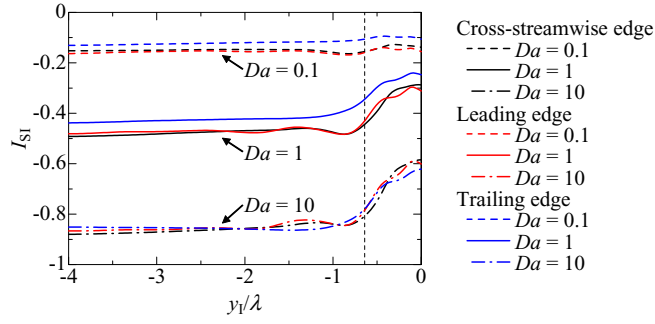 0
-0.2
-0.4
-0.6
-0.8
-1
I_SI
Da = 0.1
Da = 1
Da = 10
-4
-3
-2
-1
0
y_I/λ
Cross-streamwise edge
Da = 0.1
Da = 1
Da = 10
Leading edge
Da = 0.1
Da = 1
Da = 10
Trailing edge
Da = 0.1
Da = 1
Da = 10